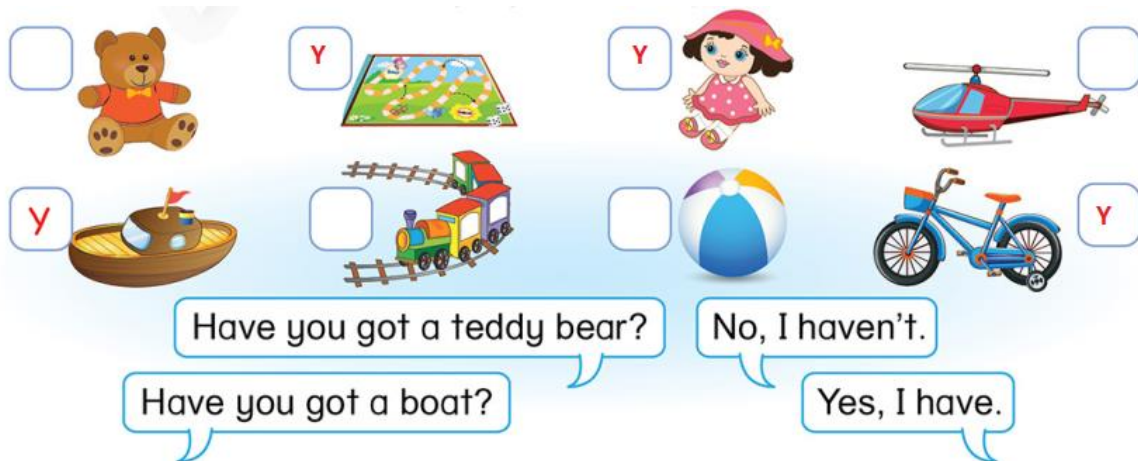 Y
Y
y
Y
Have you got a teddy bear?
No, I haven't.
Have you got a boat?
Yes, I have.